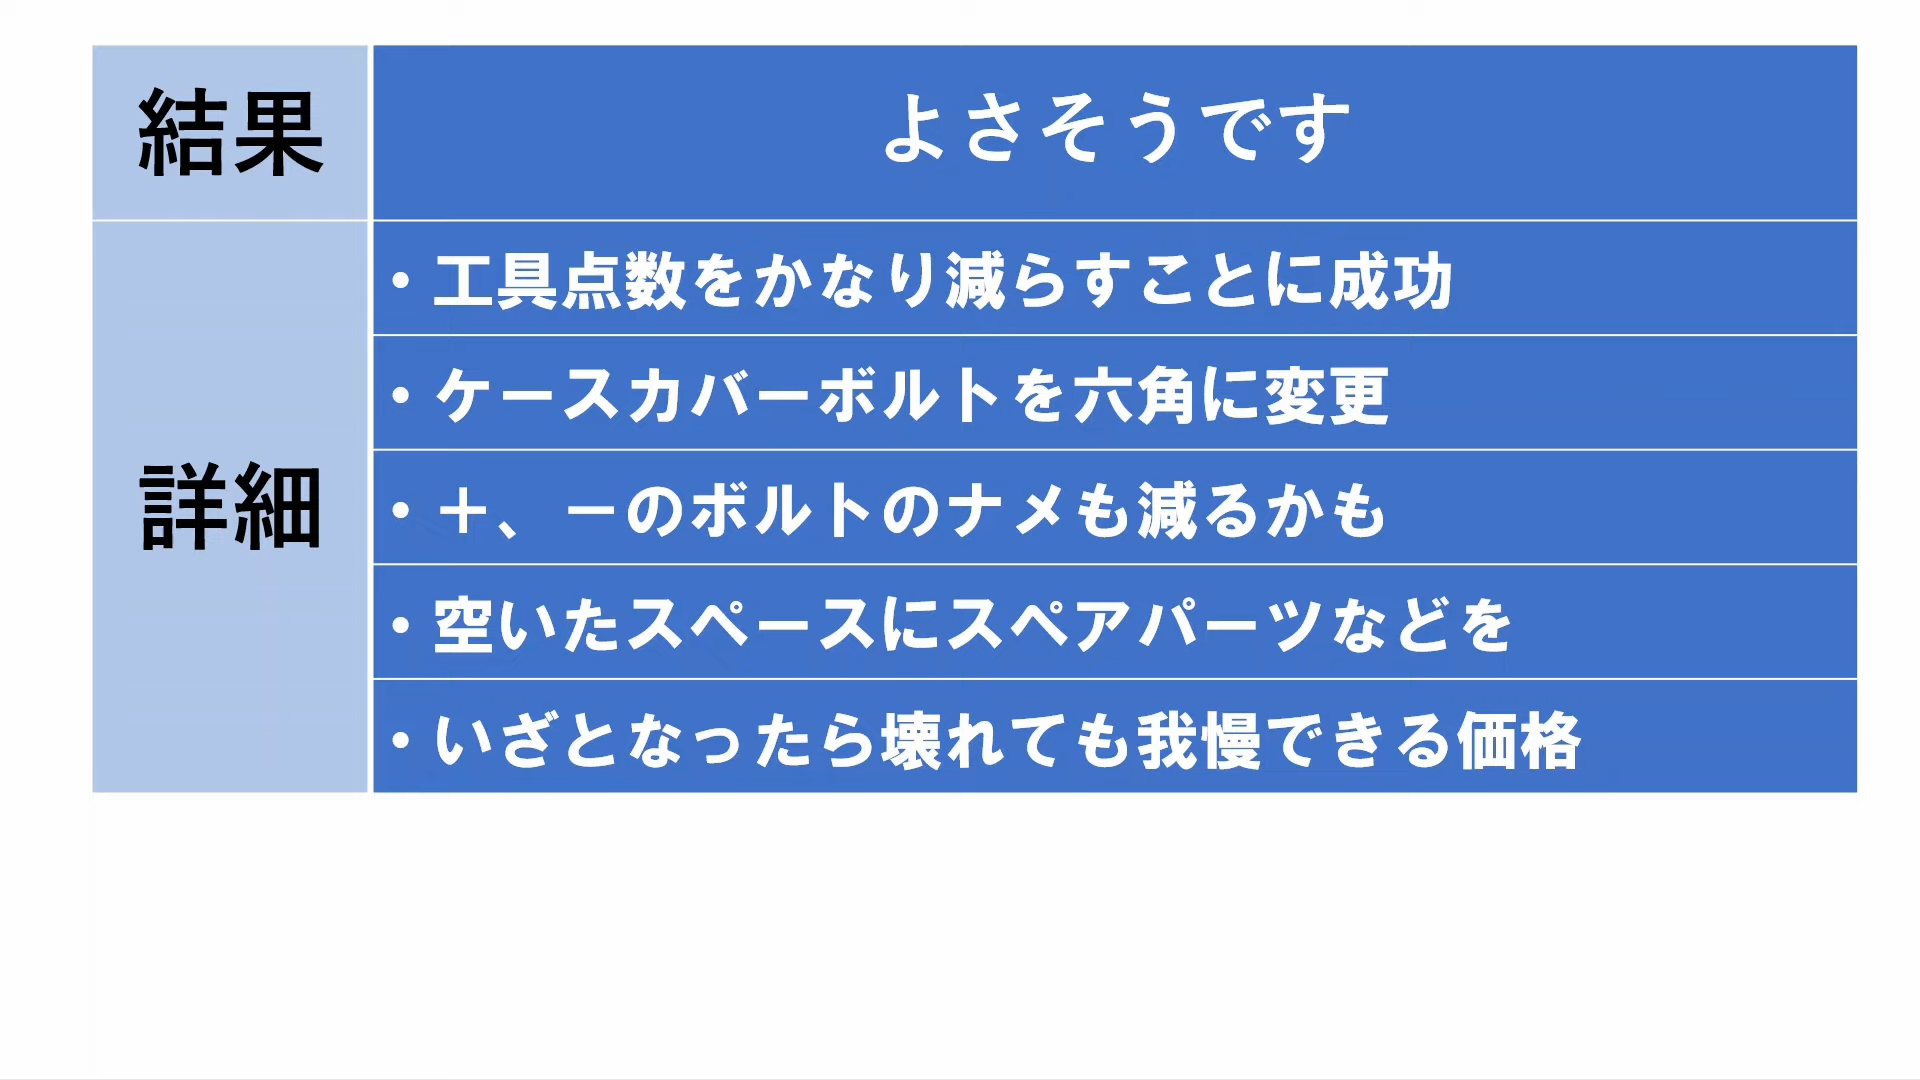 結果
よさそうです
詳細
・工具点数をかなり減らすことに成功
・ケースカバーボルトを六角に変更
・＋、－のボルトのナメも減るかも
・空いたスペースにスペアパーツなどを
・いざとなったら壊れても我慢できる価格